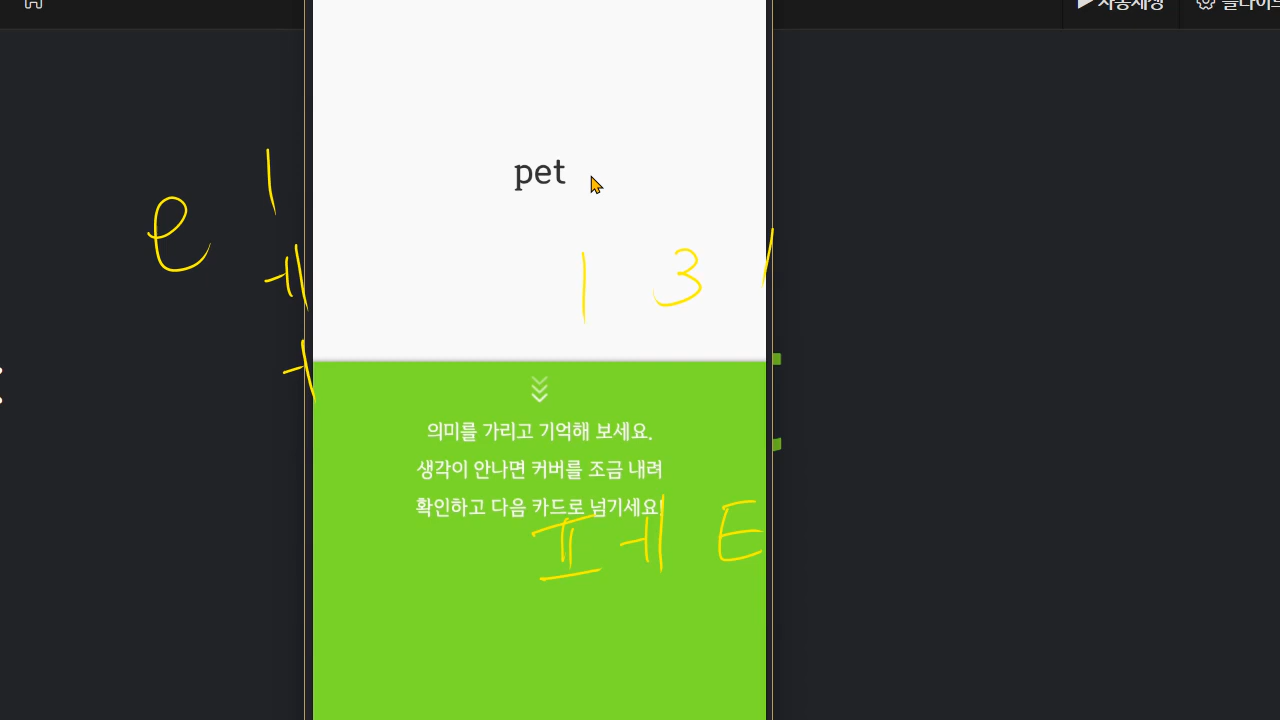 pet
e ㅣ
ㅔ
ㅓ
1 3
의미를 가리고 기억해 보세요.
생각이 안나면 커버를 조금 내려
확인하고 다음 카드로 넘기세요!
ㅍ ㅔ ㅌ